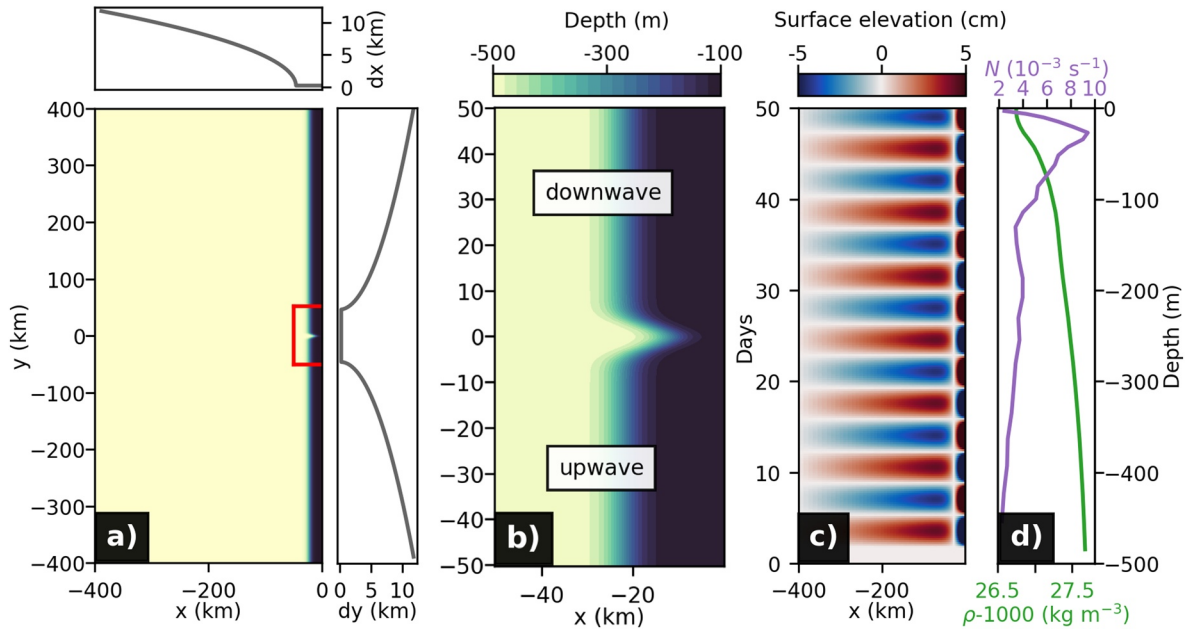 10
5
0
dx (km)
400
300
200
100
0
−100
−200
−300
−400
y (km)
a)
−400
−200
0
x (km)
0
5
10
dy (km)
Depth (m)
-500
-300
-100
50
40
30
20
10
0
−10
−20
−30
−40
−50
downwave
upwave
b)
−40
−20
x (km)
Surface elevation (cm)
-5
0
5
50
40
30
20
10
0
Days
c)
−400
−200
x (km)
N (10⁻³ s⁻¹)
2 4 6 8 10
0
−100
−200
−300
−400
−500
Depth (m)
d)
26.5
27.5
ρ-1000 (kg m⁻³)